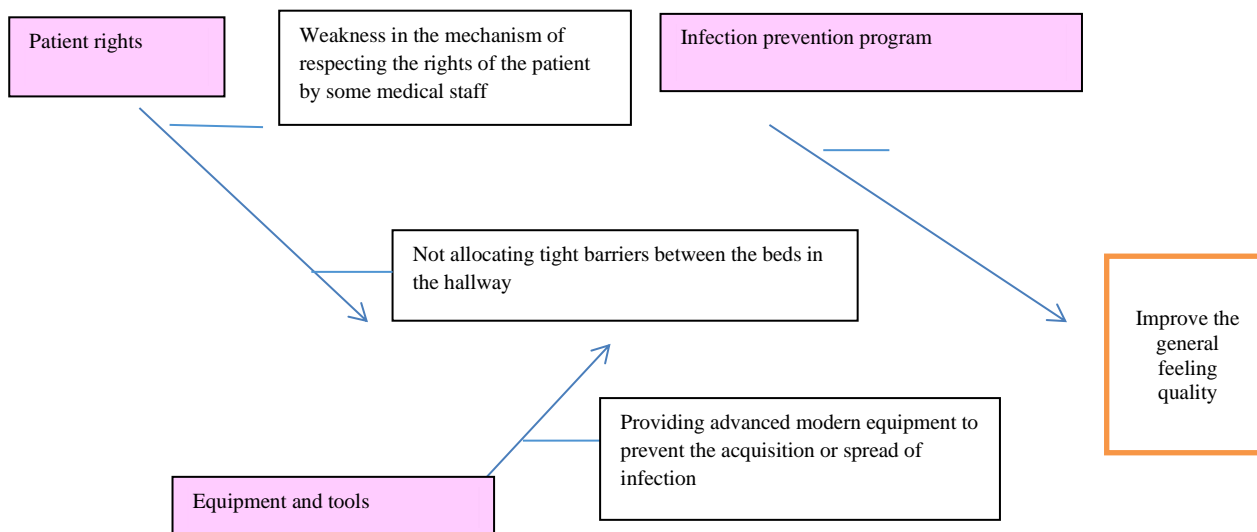 Patient rights
Weakness in the mechanism of
respecting the rights of the patient
by some medical staff
Infection prevention program
Not allocating tight barriers between the beds in
the hallway
Improve the
general
feeling
quality
Providing advanced modern equipment to
prevent the acquisition or spread of
infection
Equipment and tools